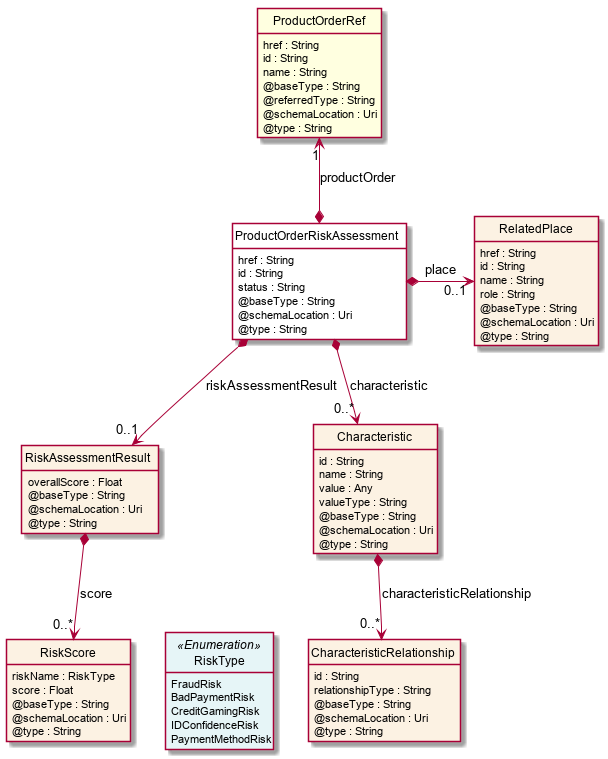 ProductOrderRef
href : String
id : String
name : String
@baseType : String
@referredType : String
@schemaLocation : Uri
@type : String
1
productOrder
ProductOrderRiskAssessment
href : String
id : String
status : String
@baseType : String
@schemaLocation : Uri
@type : String
place
0..1
RelatedPlace
href : String
id : String
name : String
role : String
@baseType : String
@schemaLocation : Uri
@type : String
riskAssessmentResult
0..1
characteristic
0..*
RiskAssessmentResult
overallScore : Float
@baseType : String
@schemaLocation : Uri
@type : String
Characteristic
id : String
name : String
value : Any
valueType : String
@baseType : String
@schemaLocation : Uri
@type : String
score
0..*
characteristicRelationship
0..*
RiskScore
riskName : RiskType
score : Float
@baseType : String
@schemaLocation : Uri
@type : String
«Enumeration»
RiskType
FraudRisk
BadPaymentRisk
CreditGamingRisk
IDConfidenceRisk
PaymentMethodRisk
CharacteristicRelationship
id : String
relationshipType : String
@baseType : String
@schemaLocation : Uri
@type : String